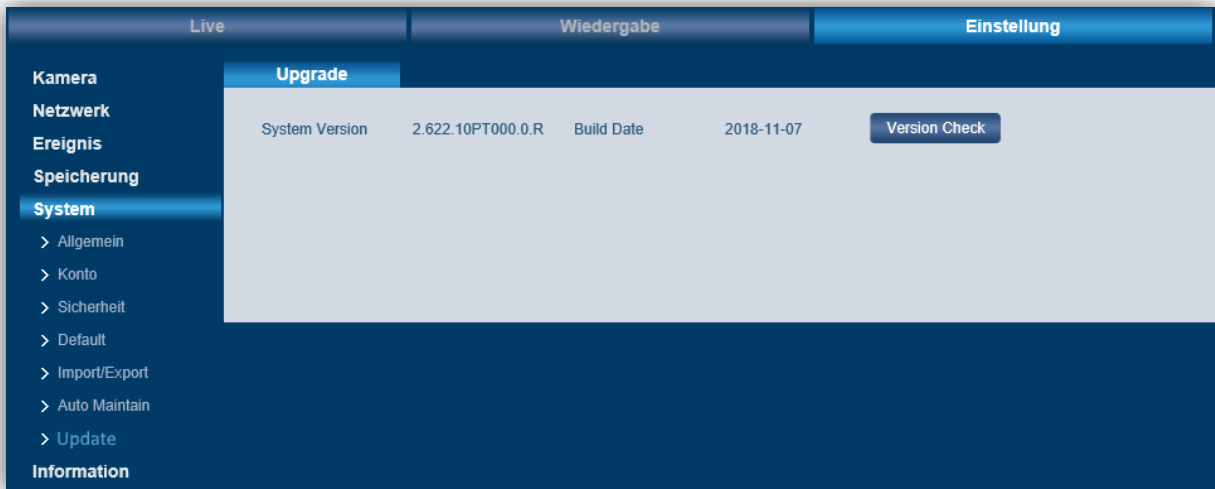 Live Wiedergabe Einstellung
Kamera
Netzwerk
Ereignis
Speicherung
System
Allgemein
Konto
Sicherheit
Default
Import/Export
Auto Maintain
Update
Information
Upgrade
System Version 2.622.10PT000.0.R Build Date 2018-11-07 Version Check